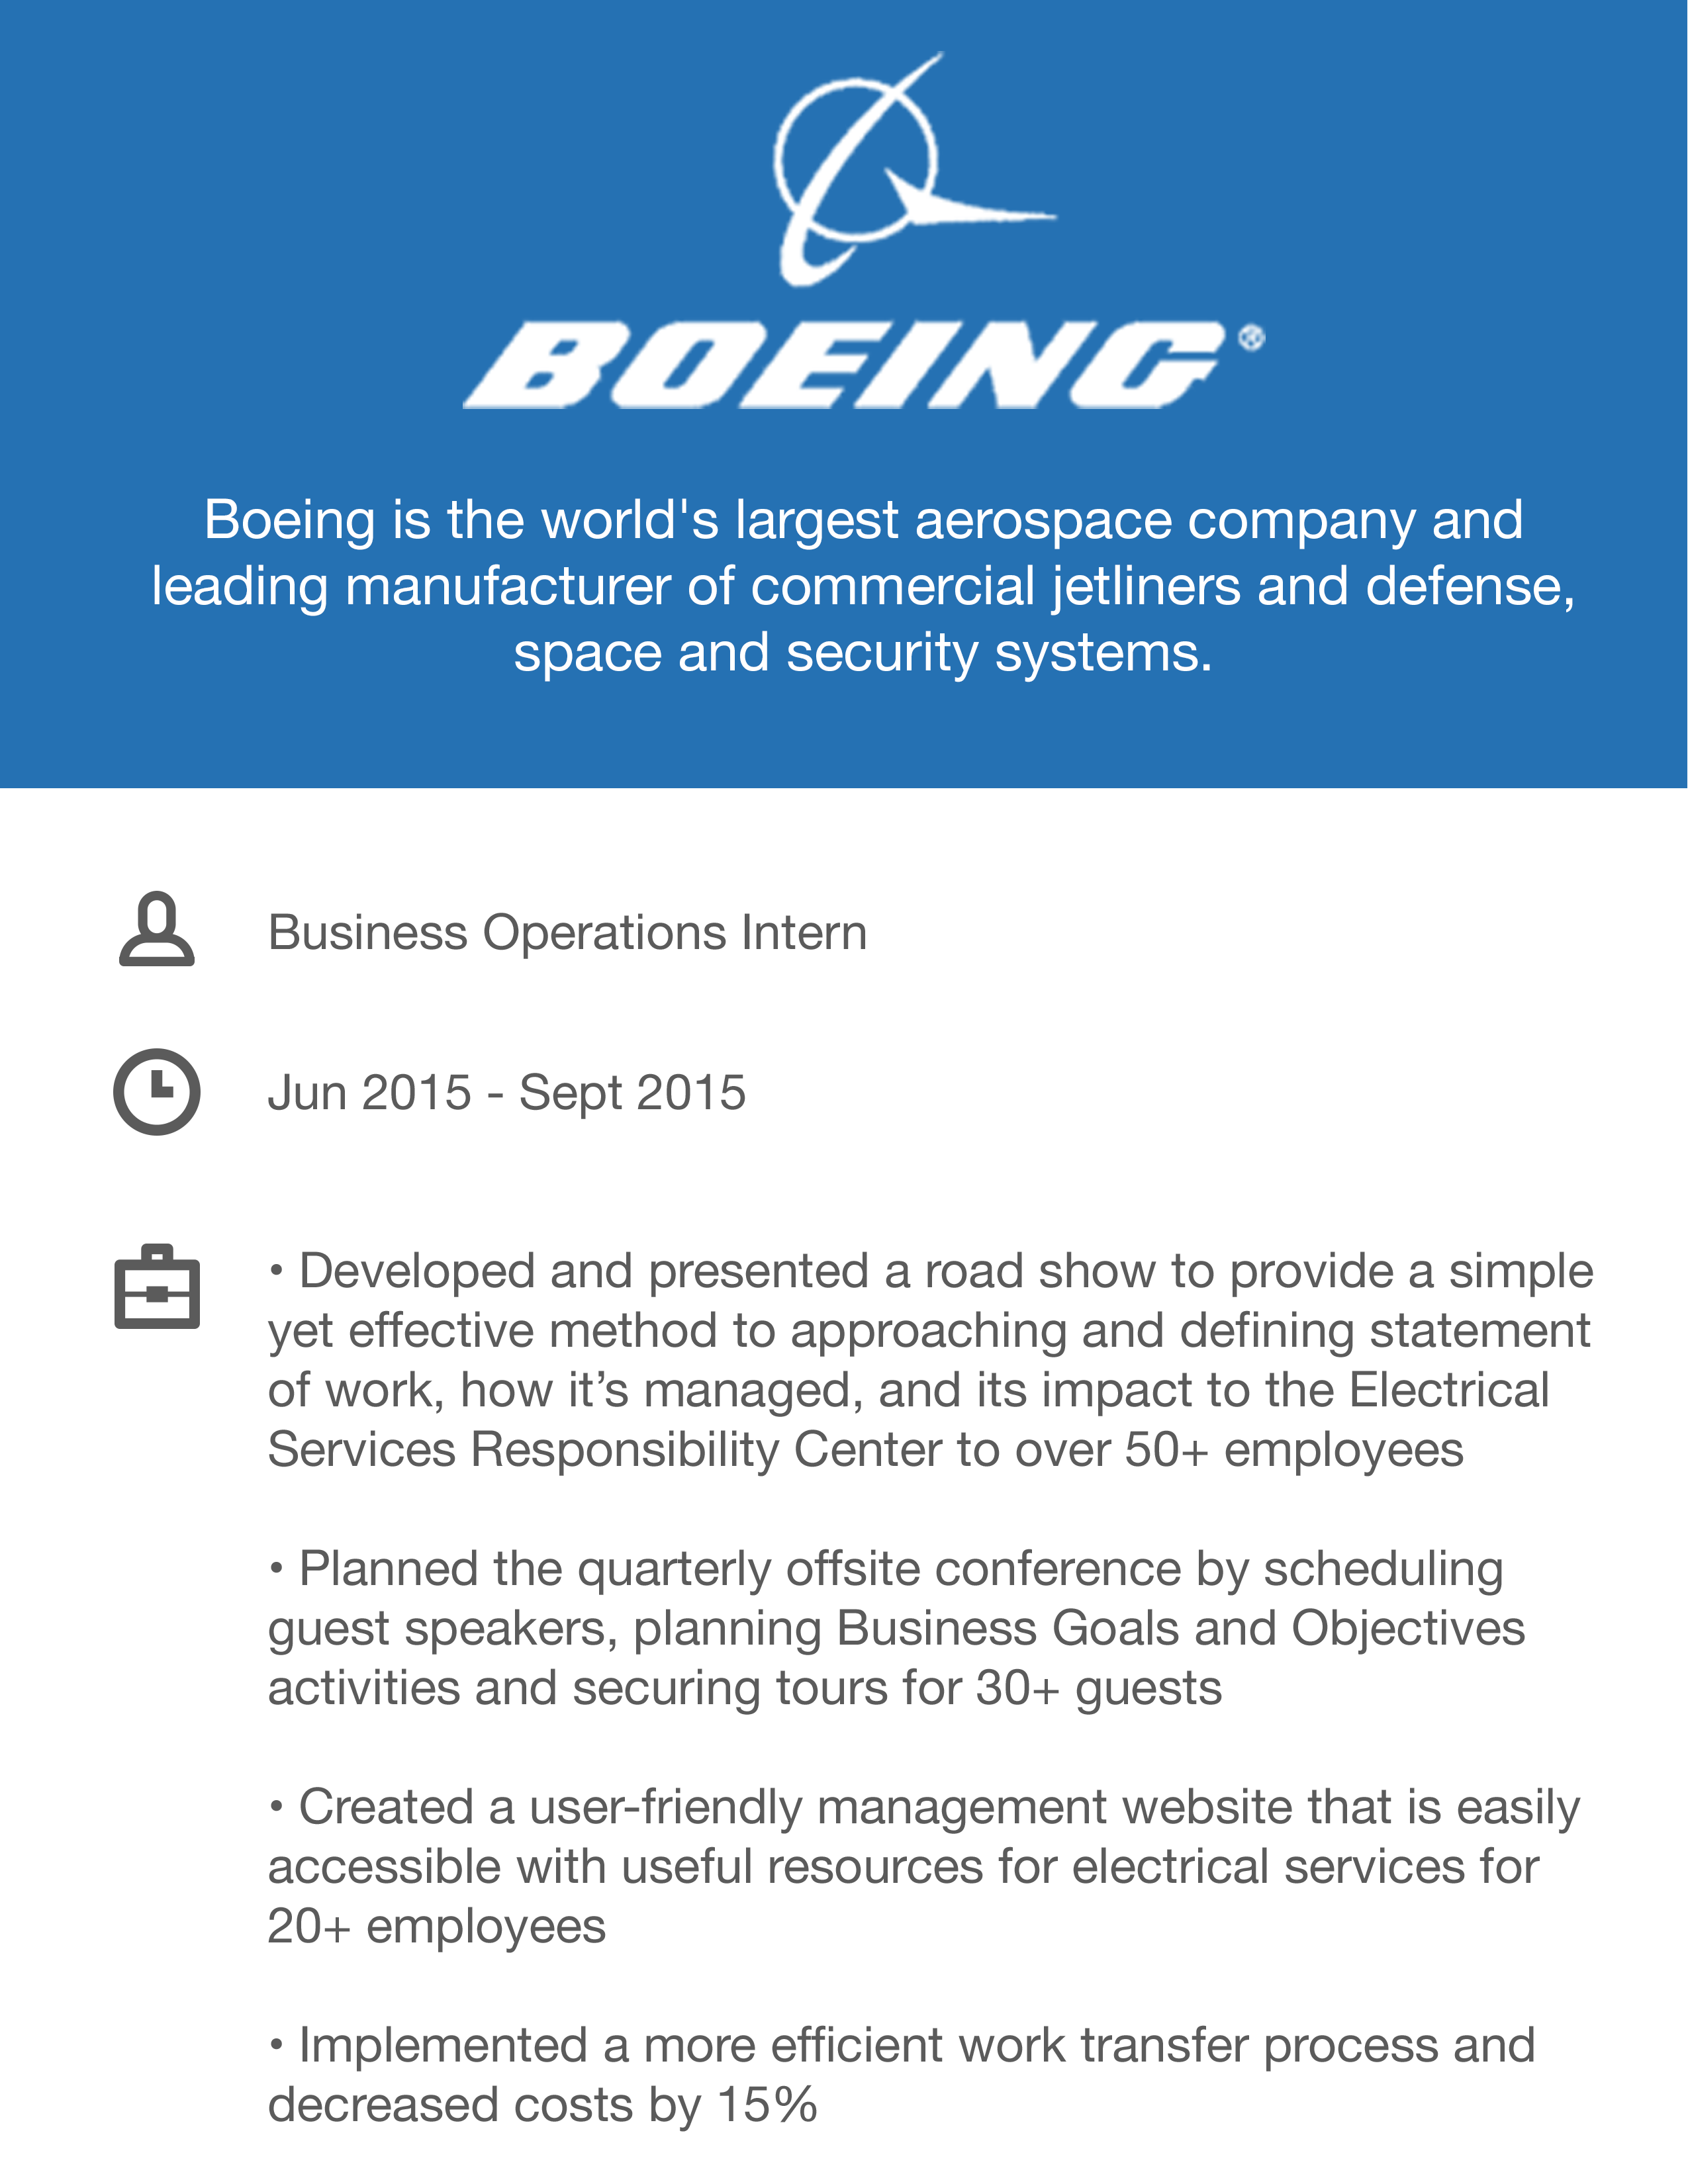 BOEING®
Boeing is the world's largest aerospace company and
leading manufacturer of commercial jetliners and defense,
space and security systems.
Business Operations Intern
Jun 2015 - Sept 2015
• Developed and presented a road show to provide a simple
yet effective method to approaching and defining statement
of work, how it’s managed, and its impact to the Electrical
Services Responsibility Center to over 50+ employees
• Planned the quarterly offsite conference by scheduling
guest speakers, planning Business Goals and Objectives
activities and securing tours for 30+ guests
• Created a user-friendly management website that is easily
accessible with useful resources for electrical services for
20+ employees
• Implemented a more efficient work transfer process and
decreased costs by 15%